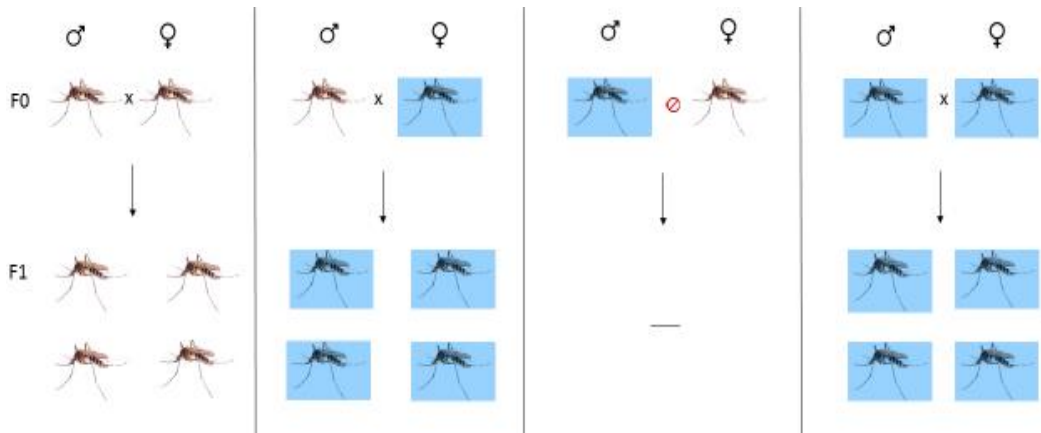 ♂ ♀ ♂ ♀ ♂ ♀ ♂ ♀
F0 x x x
F1